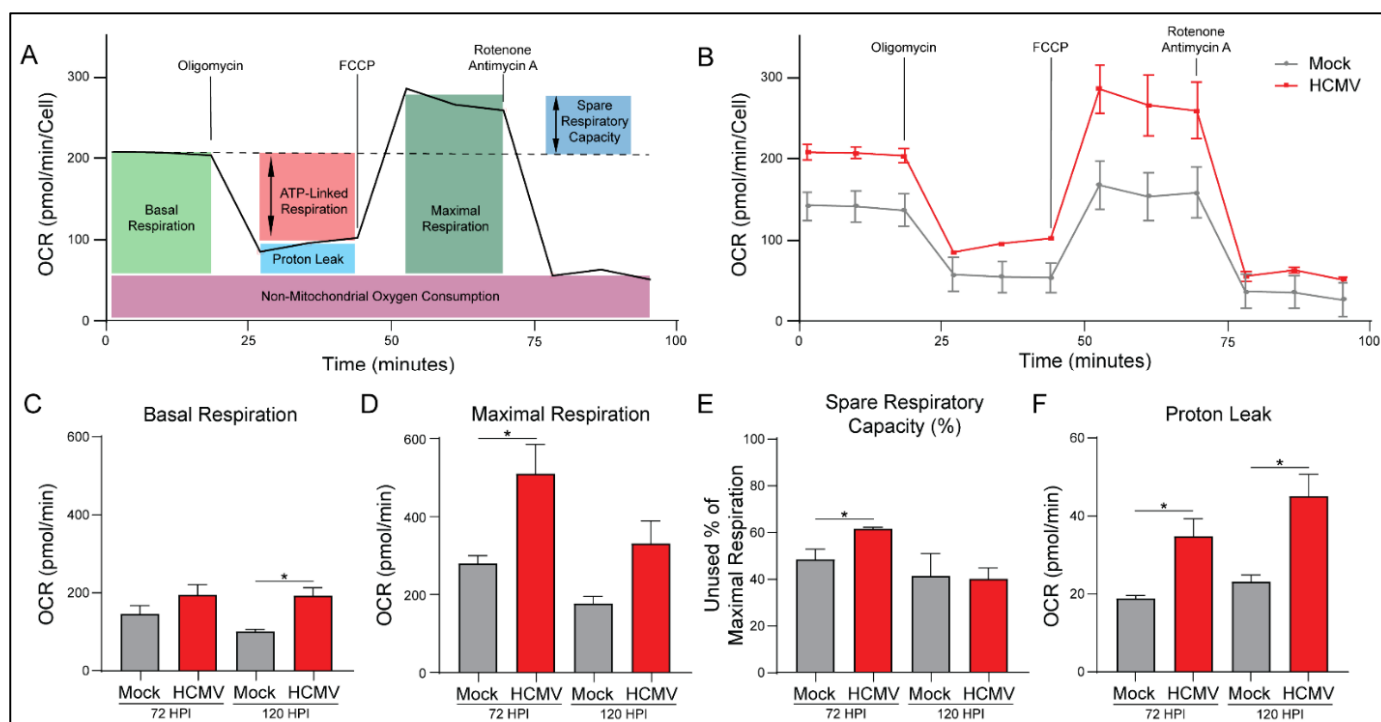 A
OCR (pmol/min/Cell)
300
200
100
0
0
25
50
75
100
Time (minutes)
Oligomycin
FCCP
Rotenone
Antimycin A
Spare
Respiratory
Capacity
ATP-Linked
Respiration
Basal
Respiration
Maximal
Respiration
Proton Leak
Non-Mitochondrial Oxygen Consumption
B
OCR (pmol/min/Cell)
300
200
100
0
0
25
50
75
100
Time (minutes)
Oligomycin
FCCP
Rotenone
Antimycin A
Mock
HCMV
C
Basal Respiration
OCR (pmol/min)
600
400
200
0
*
Mock HCMV Mock HCMV
72 HPI 120 HPI
D
Maximal Respiration
OCR (pmol/min)
600
400
200
0
*
Mock HCMV Mock HCMV
72 HPI 120 HPI
E
Spare Respiratory
Capacity (%)
Unused % of
Maximal Respiration
100
80
60
40
20
0
*
Mock HCMV Mock HCMV
72 HPI 120 HPI
F
Proton Leak
OCR (pmol/min)
60
40
20
0
*
*
Mock HCMV Mock HCMV
72 HPI 120 HPI